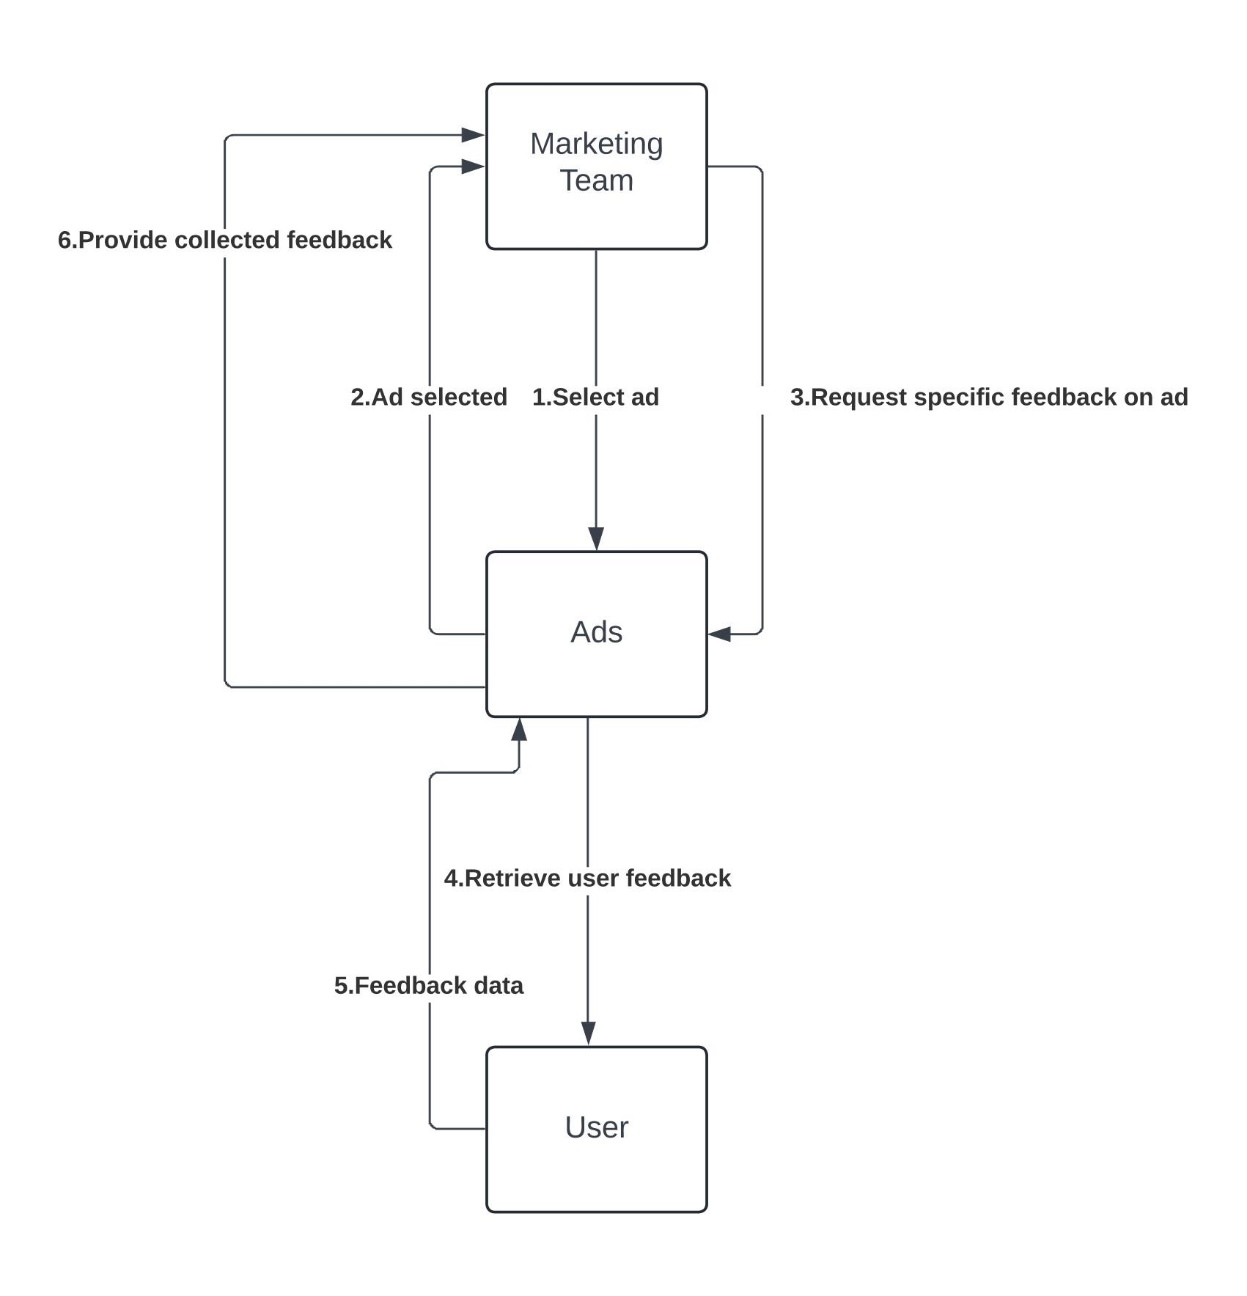 Marketing
Team
6.Provide collected feedback
2.Ad selected
1.Select ad
3.Request specific feedback on ad
Ads
4.Retrieve user feedback
5.Feedback data
User